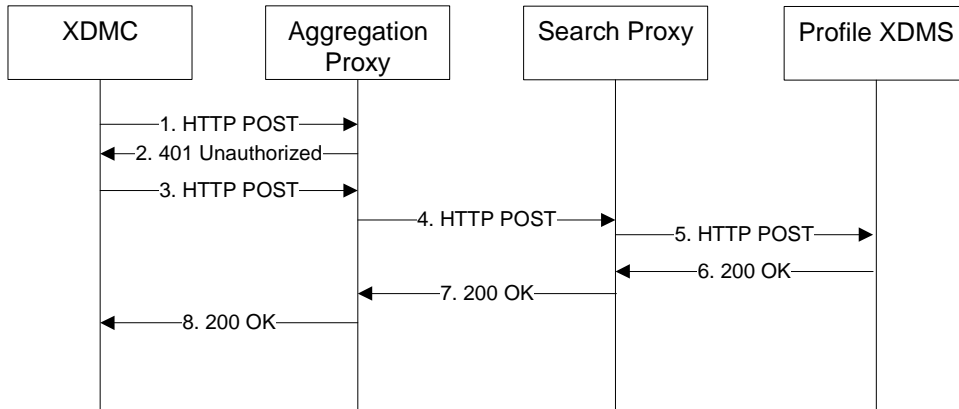 XDMC
Aggregation
Proxy
Search Proxy
Profile XDMS
1. HTTP POST
2. 401 Unauthorized
3. HTTP POST
4. HTTP POST
5. HTTP POST
6. 200 OK
7. 200 OK
8. 200 OK